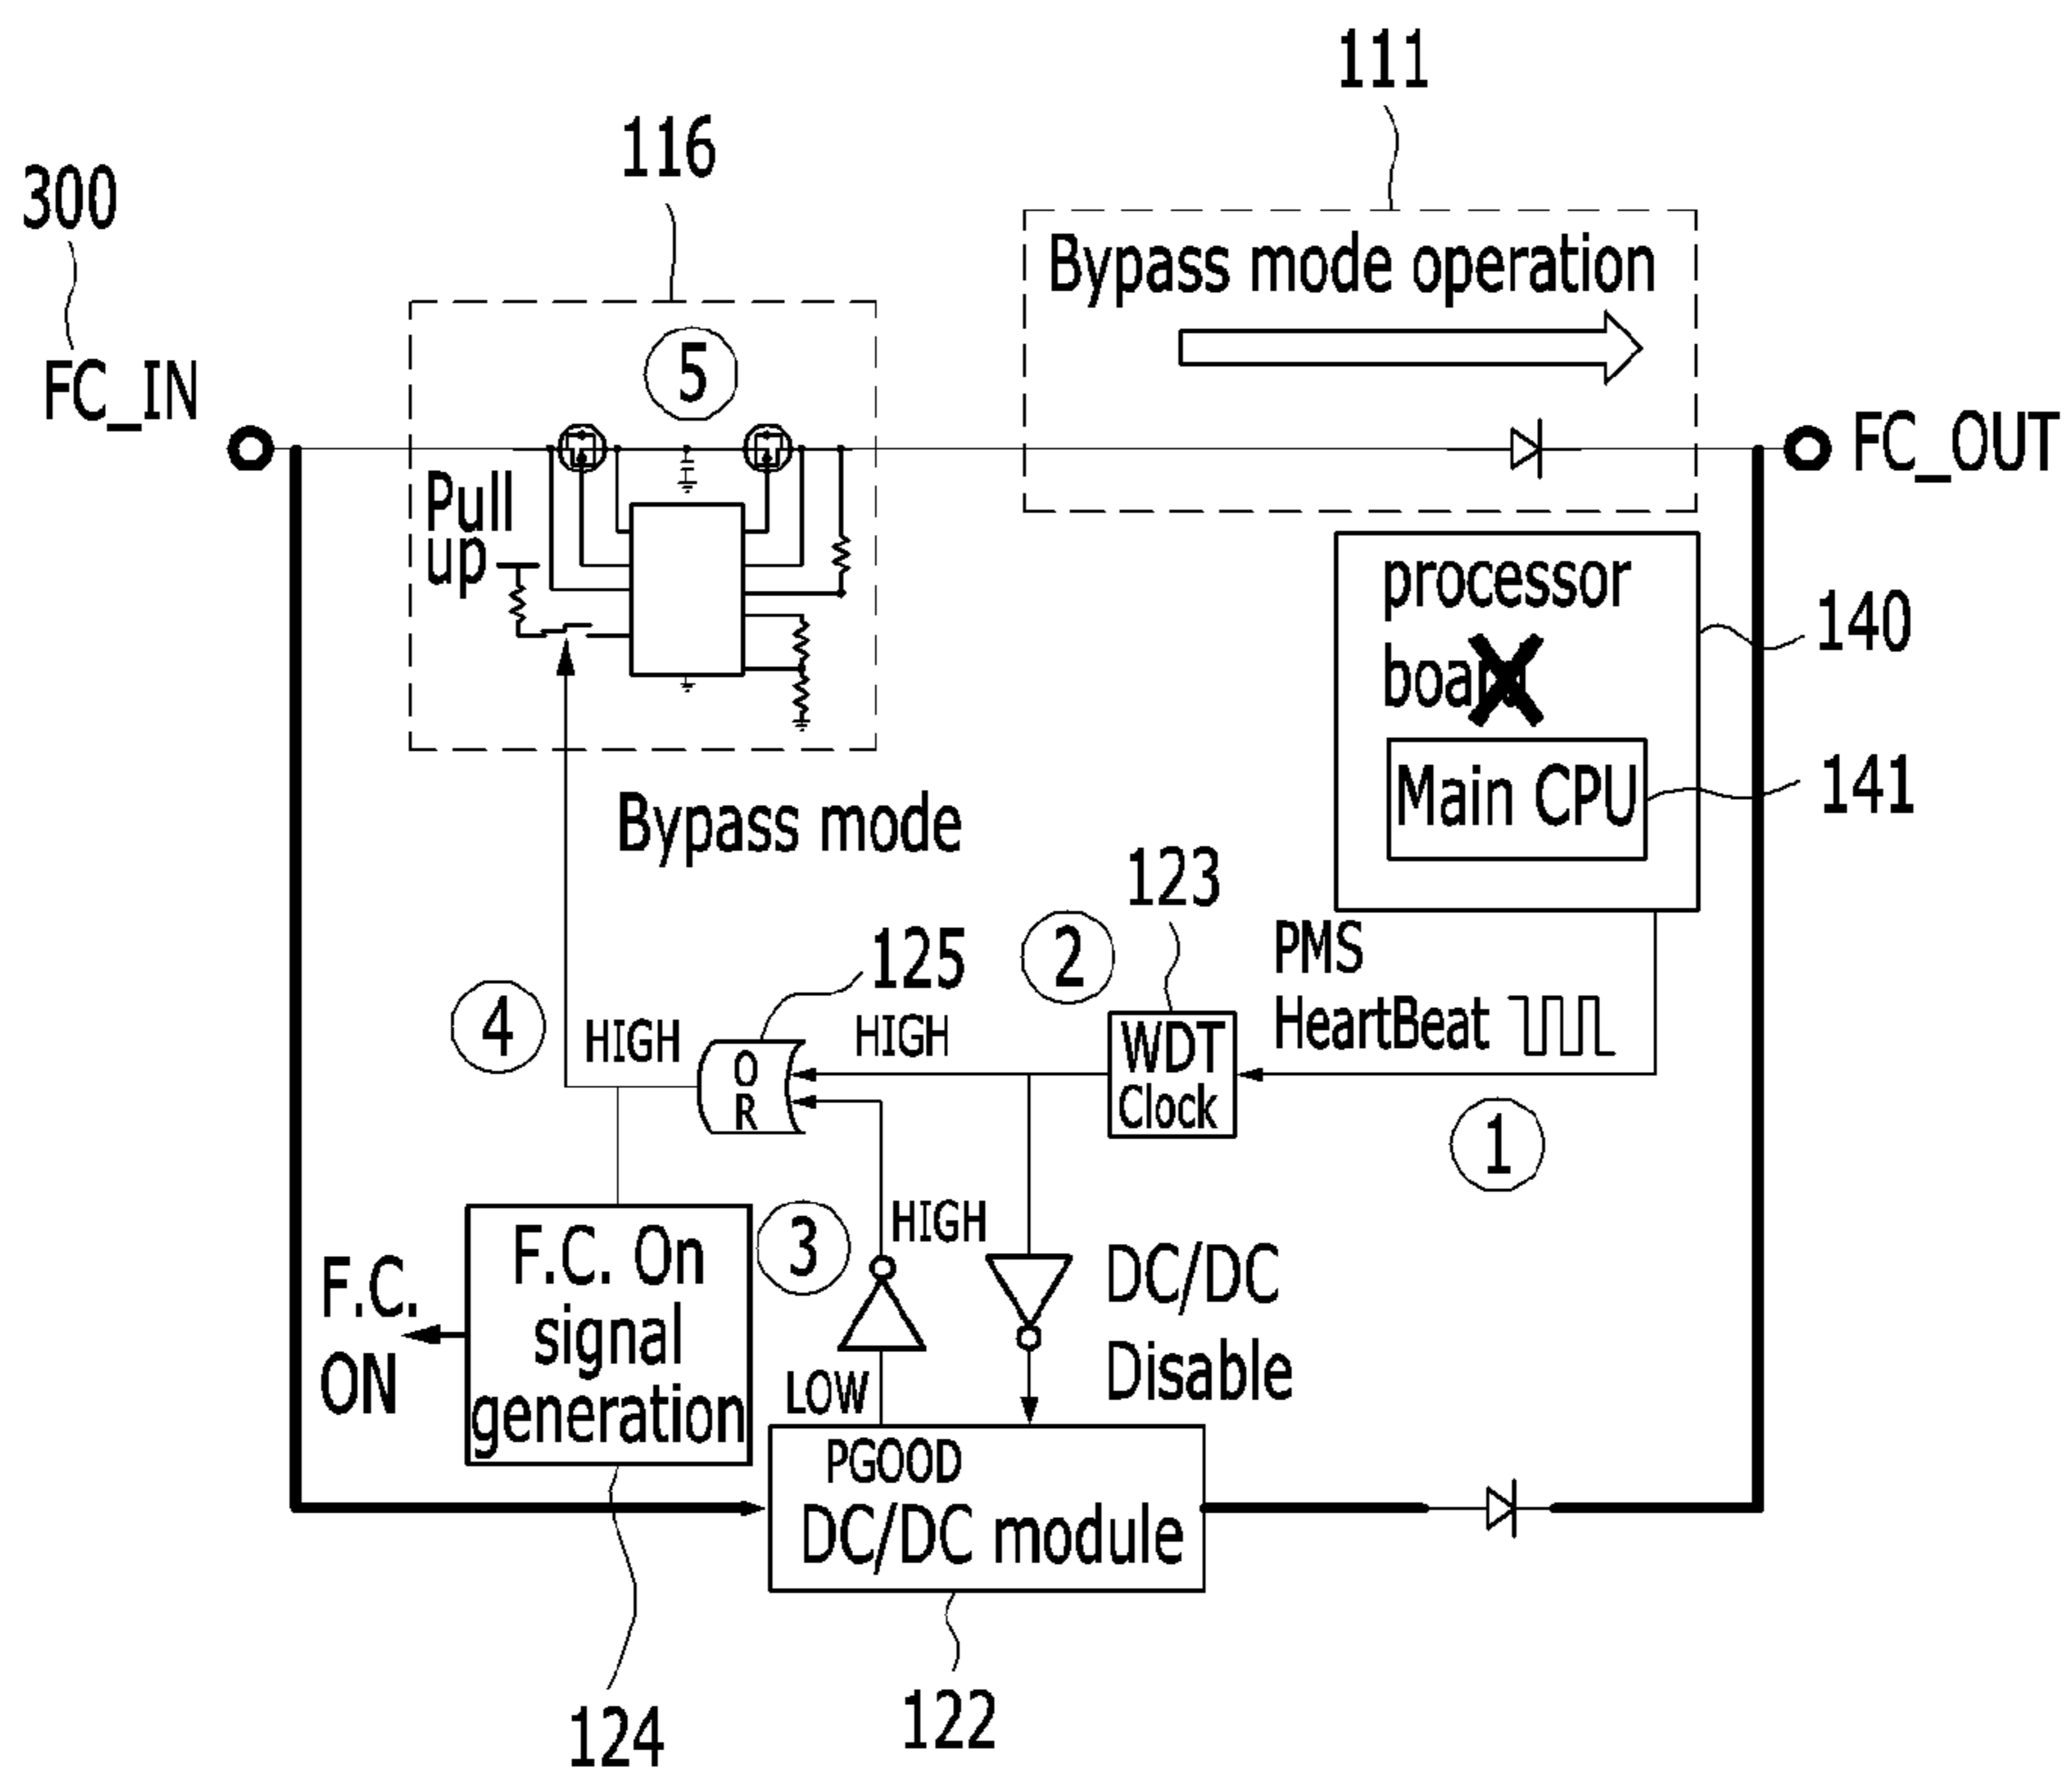 111
116
300
Bypass mode operation
5
FC_IN
FC_OUT
Pull
up
processor
board
140
Main CPU
141
Bypass mode
123
125
2
PMS
HeartBeat
4
HIGH
HIGH
O
R
WDT
Clock
1
3
HIGH
F.C. On
signal
generation
F.C.
ON
DC/DC
Disable
LOW
PGOOD
DC/DC module
124
122